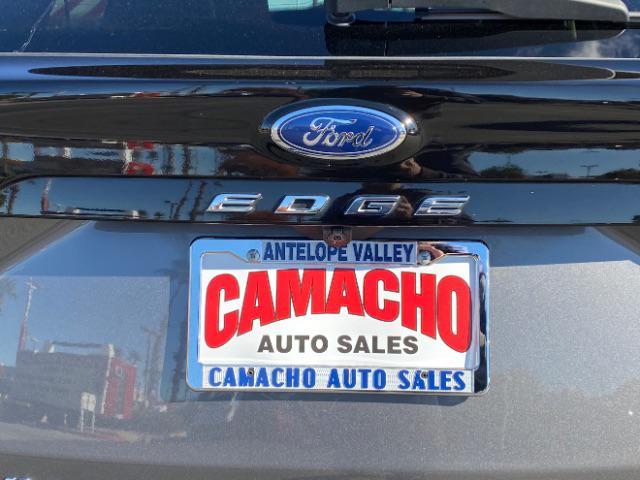 Ford
EDGE
ANTELOPE VALLEY
CAMACHO
AUTO SALES
CAMACHO AUTO SALES